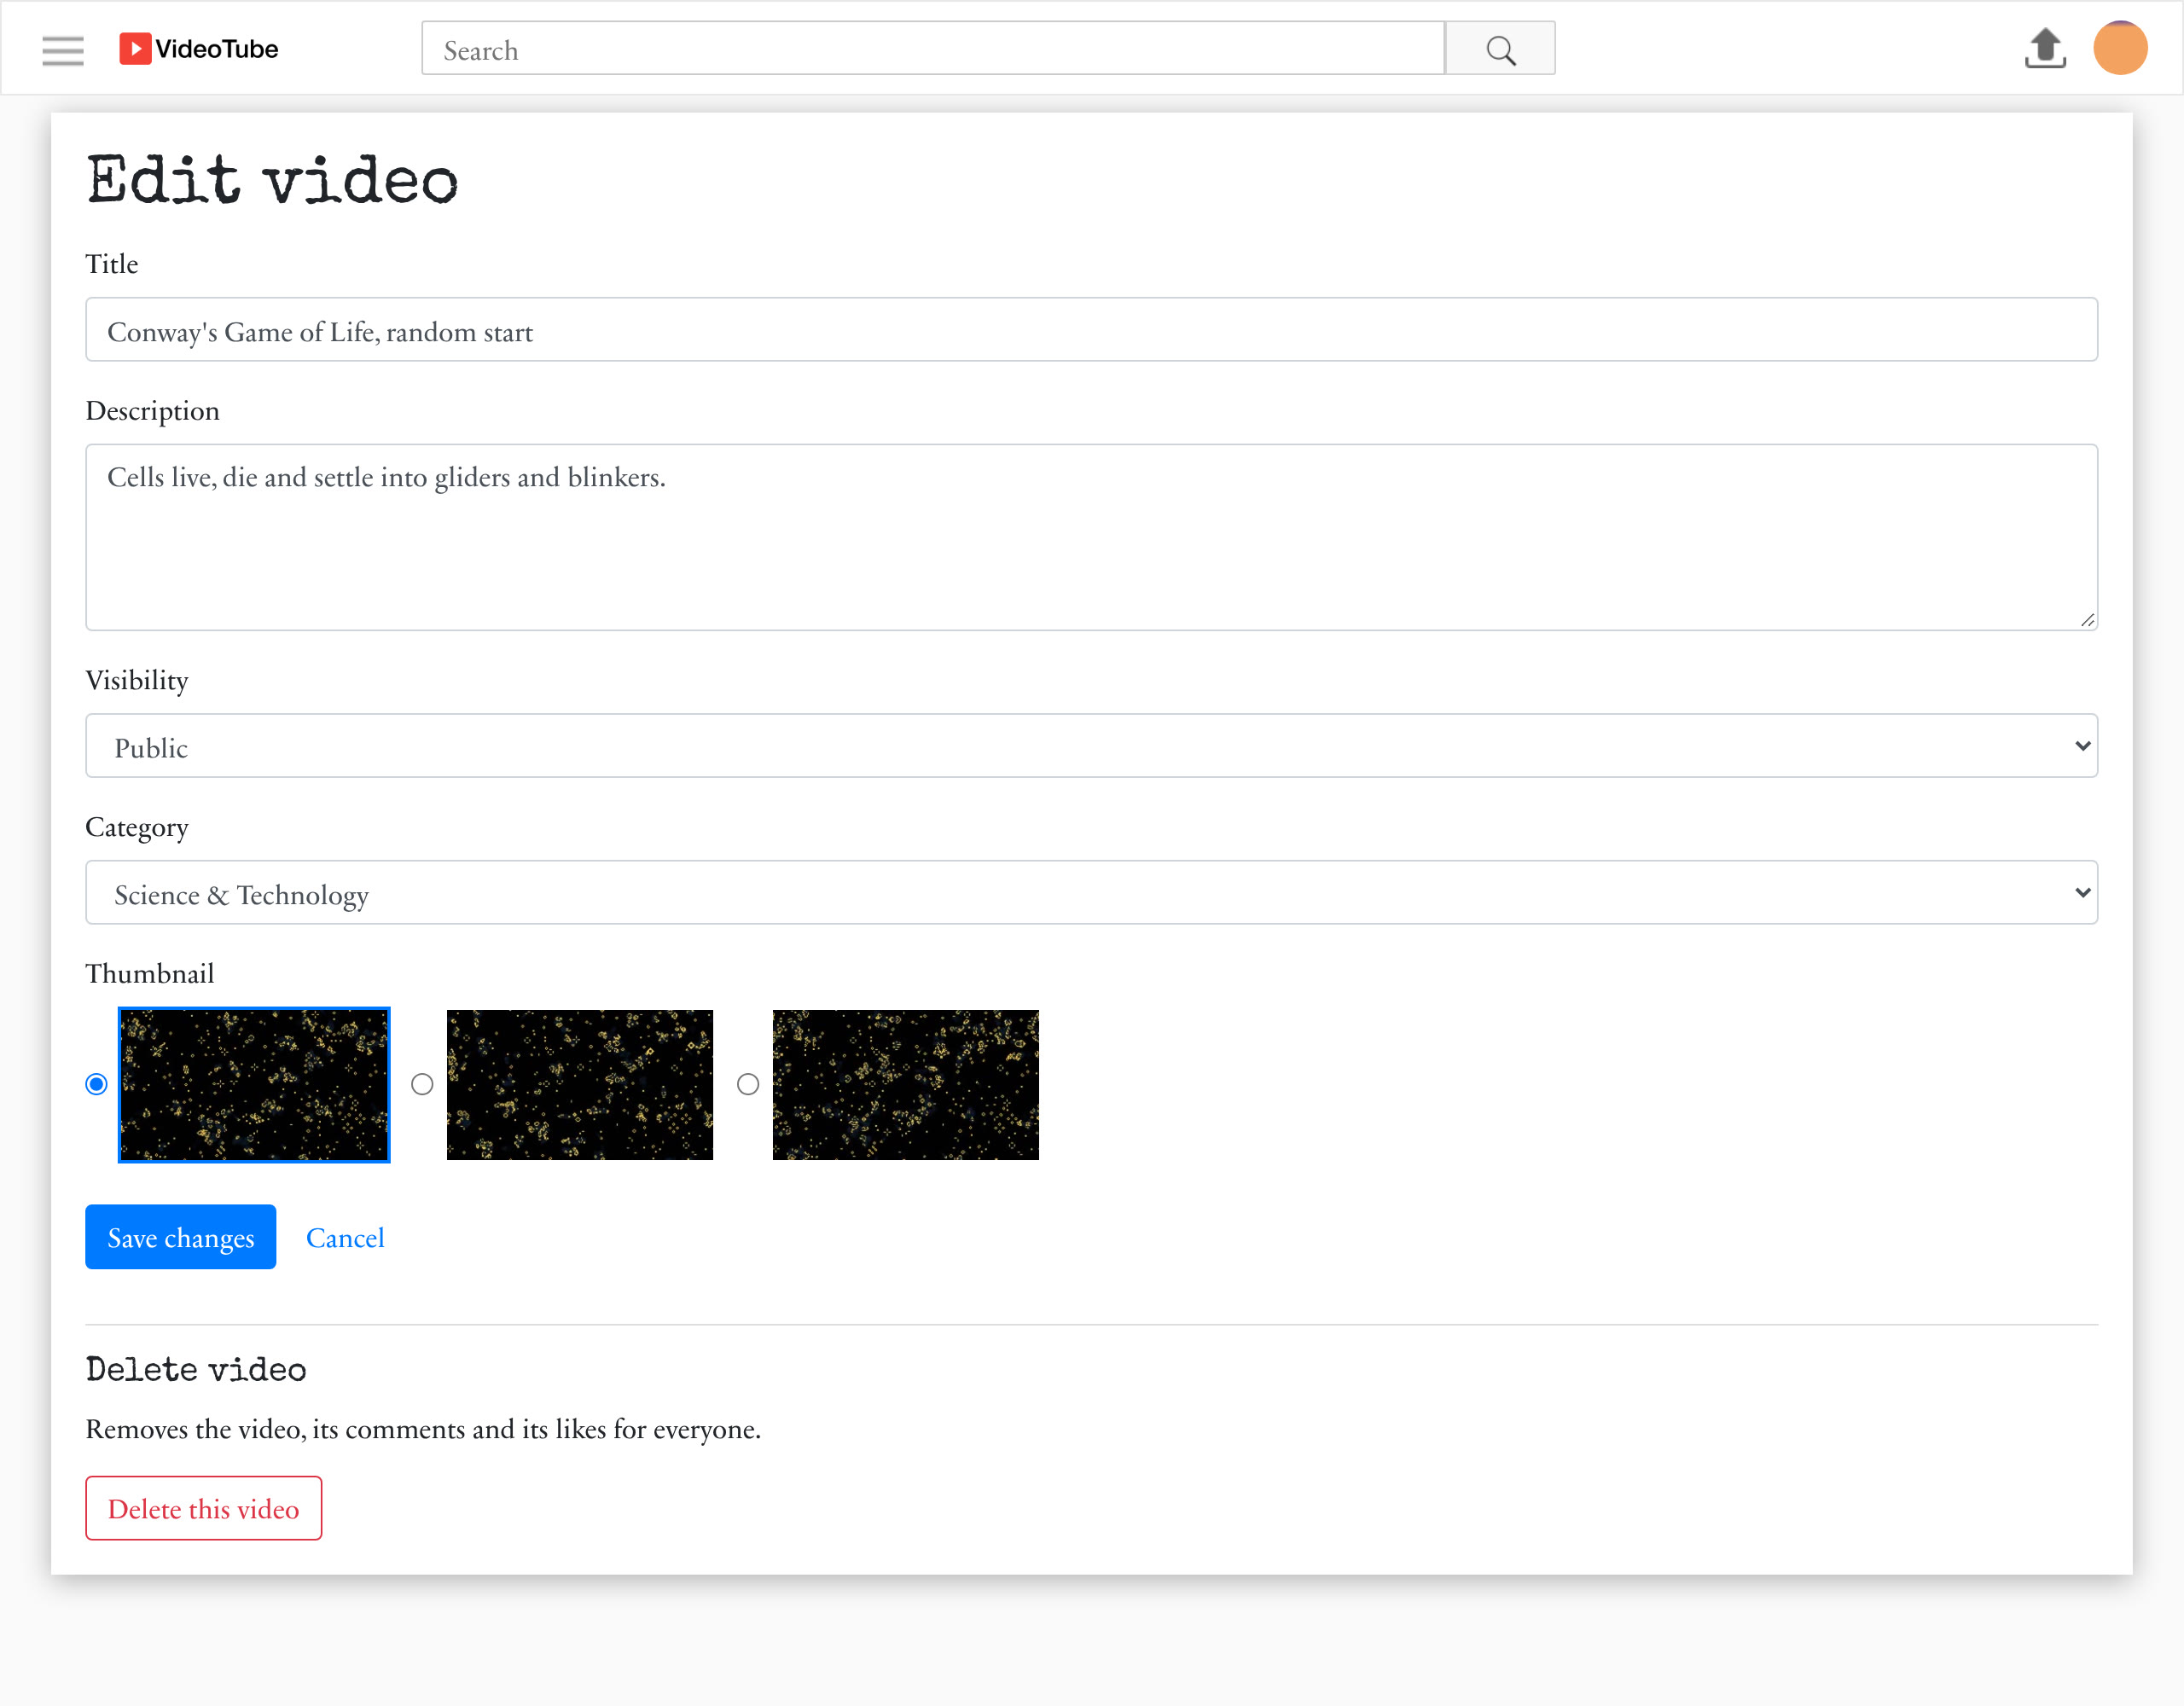 VideoTube
Search
Edit video
Title
Conway's Game of Life, random start
Description
Cells live, die and settle into gliders and blinkers.
Visibility
Public
Category
Science & Technology
Thumbnail
Save changes
Cancel
Delete video
Removes the video, its comments and its likes for everyone.
Delete this video